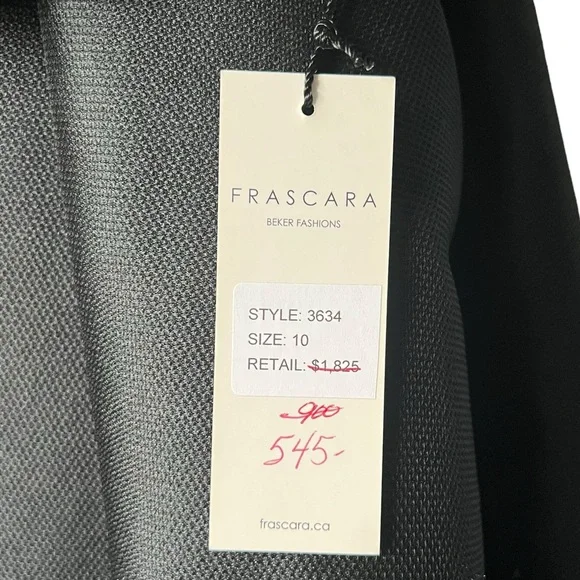 FRASCARA
BEKER FASHIONS
STYLE: 3634
SIZE: 10
RETAIL: $1,825
900
545-
frascara.ca